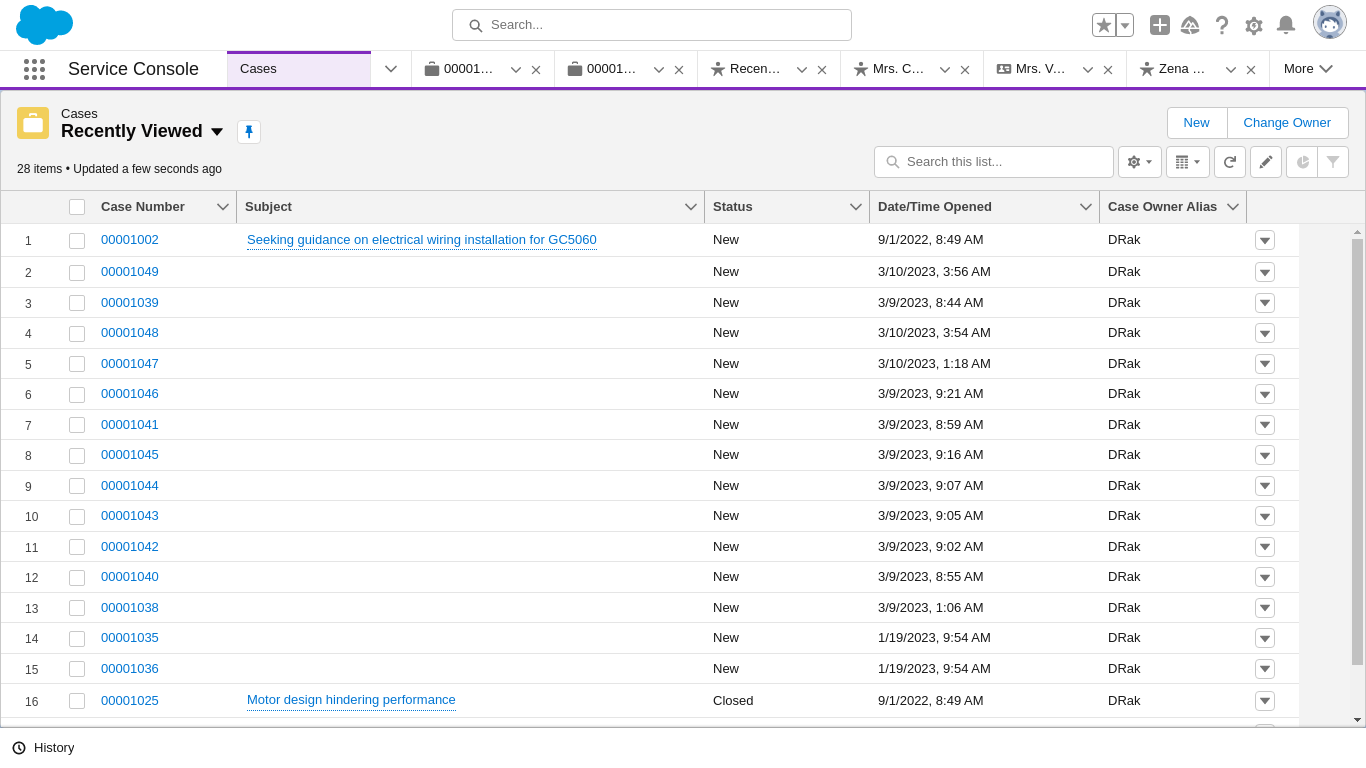 Search...
Service Console
Cases
00001…
00001…
Recen…
Mrs. C…
Mrs. V…
Zena …
More
Cases
Recently Viewed
New
Change Owner
28 items • Updated a few seconds ago
Search this list...
Case Number Subject Status Date/Time Opened Case Owner Alias
1 00001002 Seeking guidance on electrical wiring installation for GC5060 New 9/1/2022, 8:49 AM DRak
2 00001049 New 3/10/2023, 3:56 AM DRak
3 00001039 New 3/9/2023, 8:44 AM DRak
4 00001048 New 3/10/2023, 3:54 AM DRak
5 00001047 New 3/10/2023, 1:18 AM DRak
6 00001046 New 3/9/2023, 9:21 AM DRak
7 00001041 New 3/9/2023, 8:59 AM DRak
8 00001045 New 3/9/2023, 9:16 AM DRak
9 00001044 New 3/9/2023, 9:07 AM DRak
10 00001043 New 3/9/2023, 9:05 AM DRak
11 00001042 New 3/9/2023, 9:02 AM DRak
12 00001040 New 3/9/2023, 8:55 AM DRak
13 00001038 New 3/9/2023, 1:06 AM DRak
14 00001035 New 1/19/2023, 9:54 AM DRak
15 00001036 New 1/19/2023, 9:54 AM DRak
16 00001025 Motor design hindering performance Closed 9/1/2022, 8:49 AM DRak
History